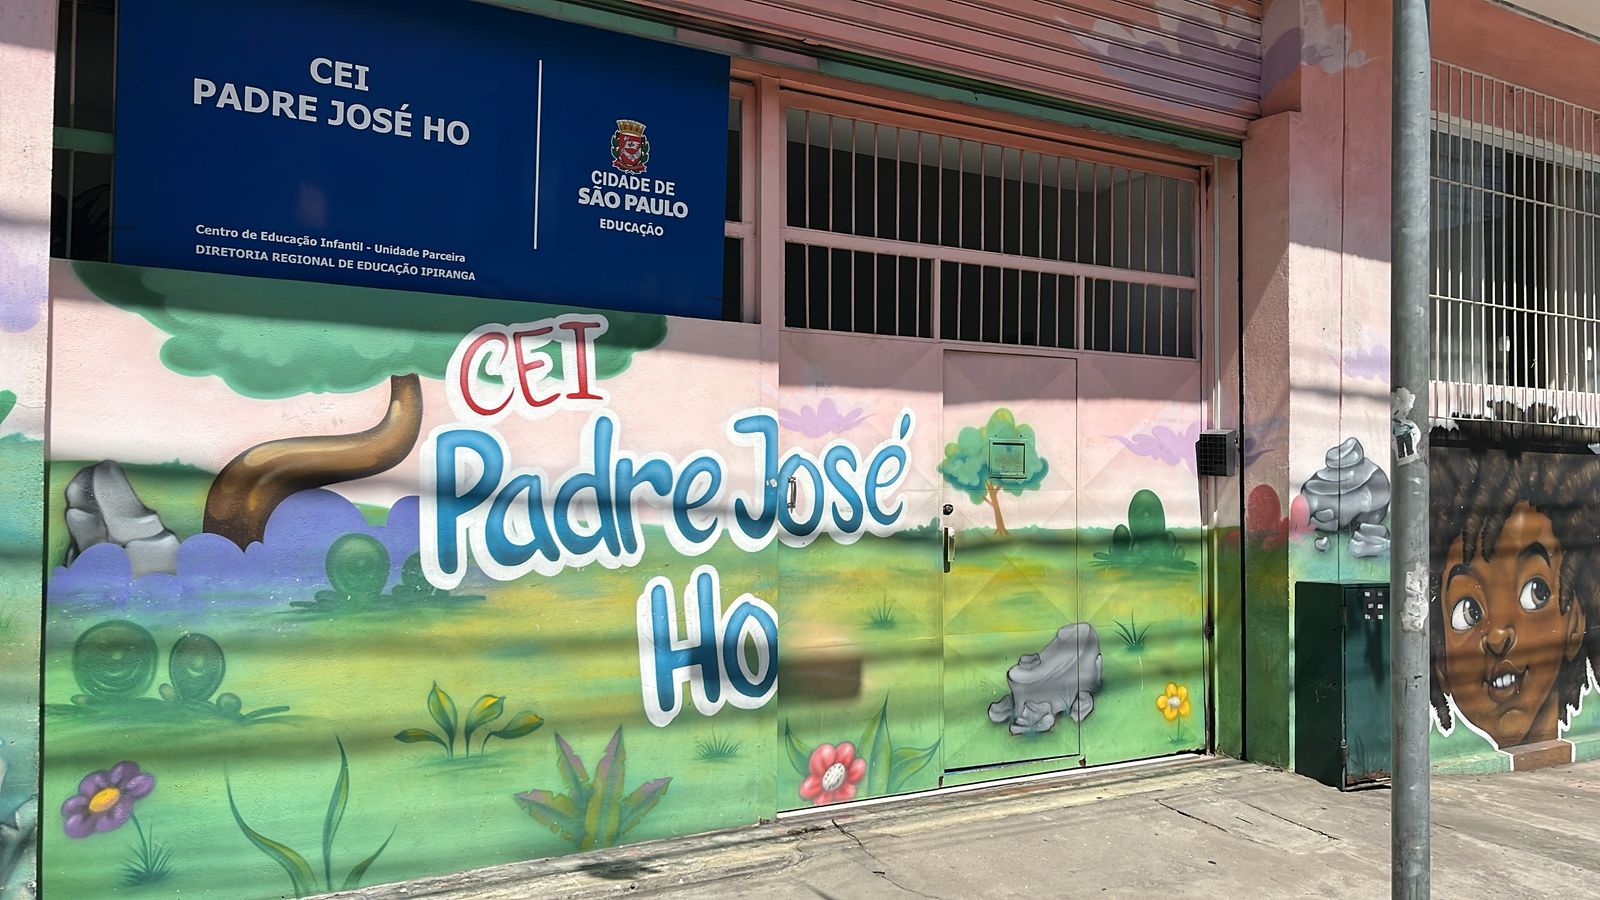 CEI
PADRE JOSÉ HO
Centro de Educação Infantil - Unidade Parceira
DIRETORIA REGIONAL DE EDUCAÇÃO IPIRANGA
CIDADE DE
SÃO PAULO
EDUCAÇÃO
CEI
Padre José
Ho